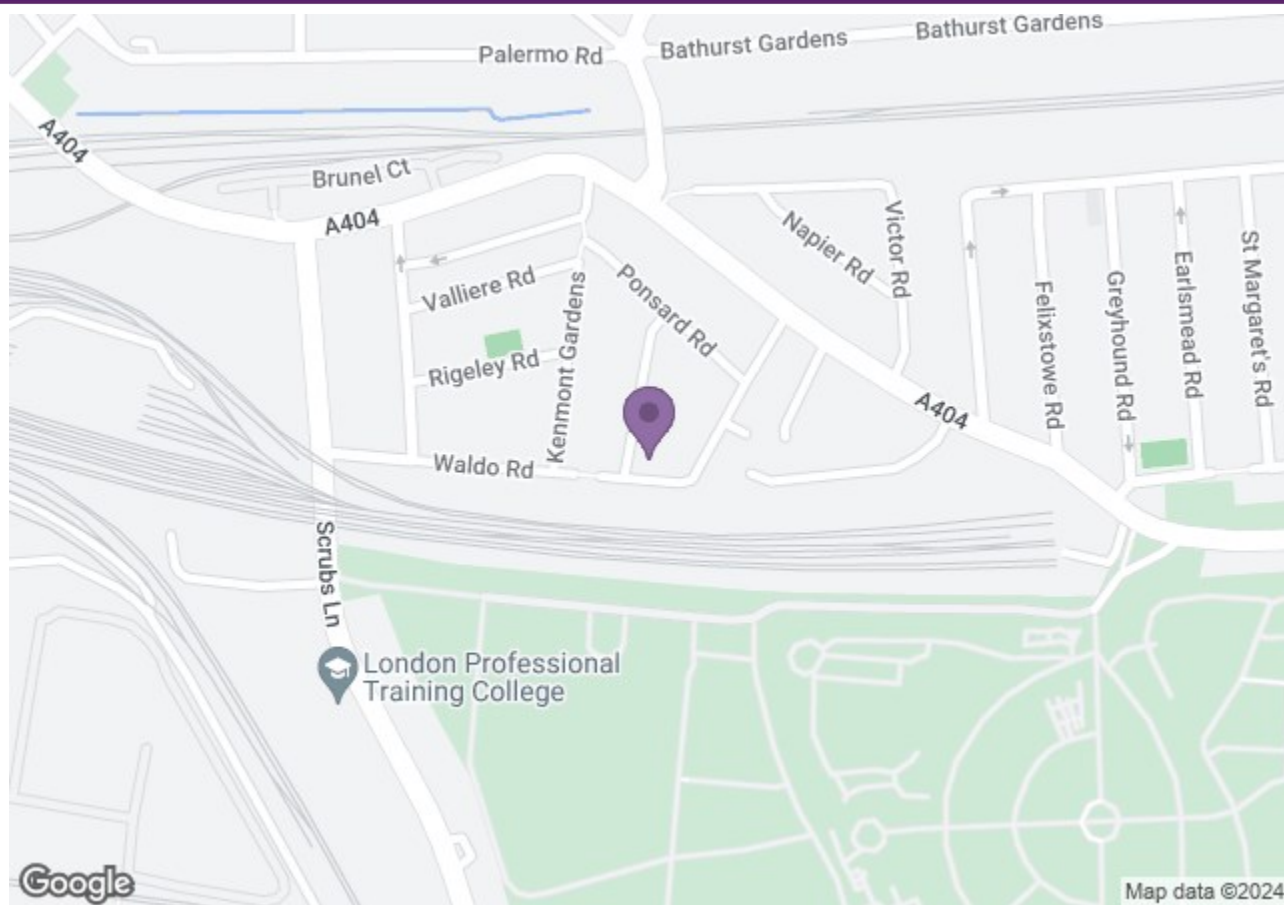 Bathurst Gardens
Palermo Rd
Bathurst Gardens
A404
Brunel Ct
A404
Napier Rd
Victor Rd
Valliere Rd
Ponsard Rd
Kenmont Gardens
Rigeley Rd
Felixstowe Rd
Greyhound Rd
Earlsmead Rd
St Margaret's Rd
A404
Waldo Rd
Scrubs Ln
London Professional
Training College
Google
Map data ©2024